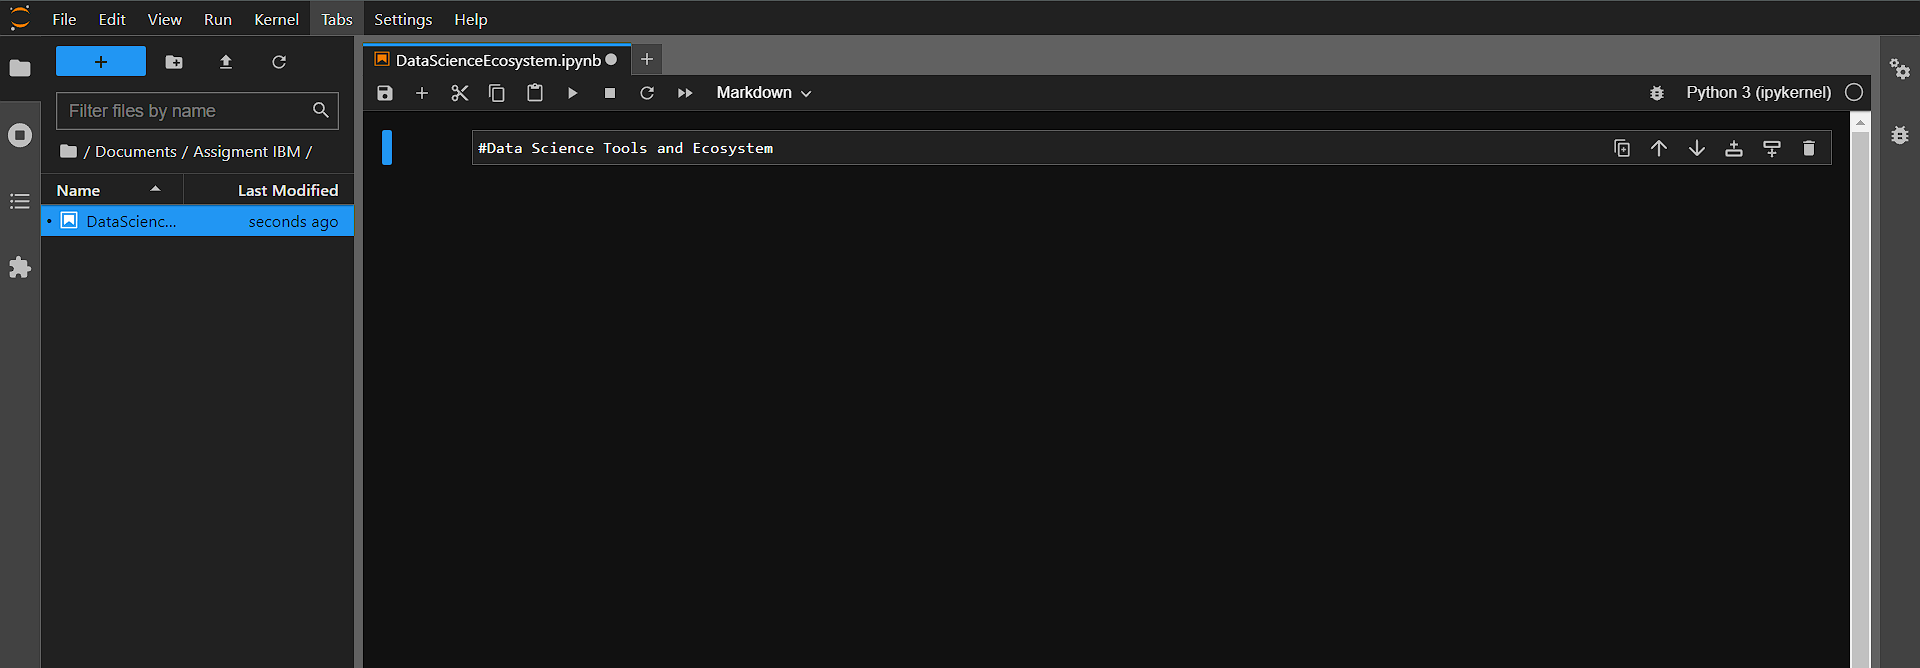 File Edit View Run Kernel Tabs Settings Help
DataScienceEcosystem.ipynb
Markdown
Python 3 (ipykernel)
Filter files by name
/ Documents / Assigment IBM /
Name Last Modified
DataScienc... seconds ago
#Data Science Tools and Ecosystem